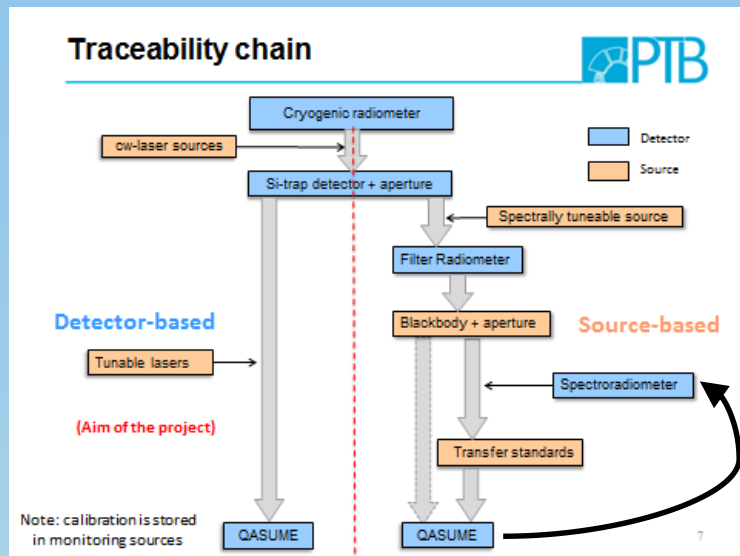 Traceability chain
PTB
Cryogenic radiometer
cw-laser sources
Detector
Source
Si-trap detector + aperture
Spectrally tuneable source
Filter Radiometer
Detector-based
Blackbody + aperture
Source-based
Tunable lasers
Spectroradiometer
(Aim of the project)
Transfer standards
Note: calibration is stored
in monitoring sources
QASUME
QASUME
7